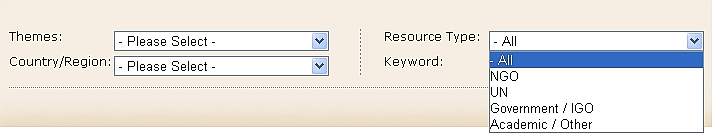 Themes: - Please Select -
Country/Region: - Please Select -
Resource Type: - All
Keyword:
- All
NGO
UN
Government / IGO
Academic / Other